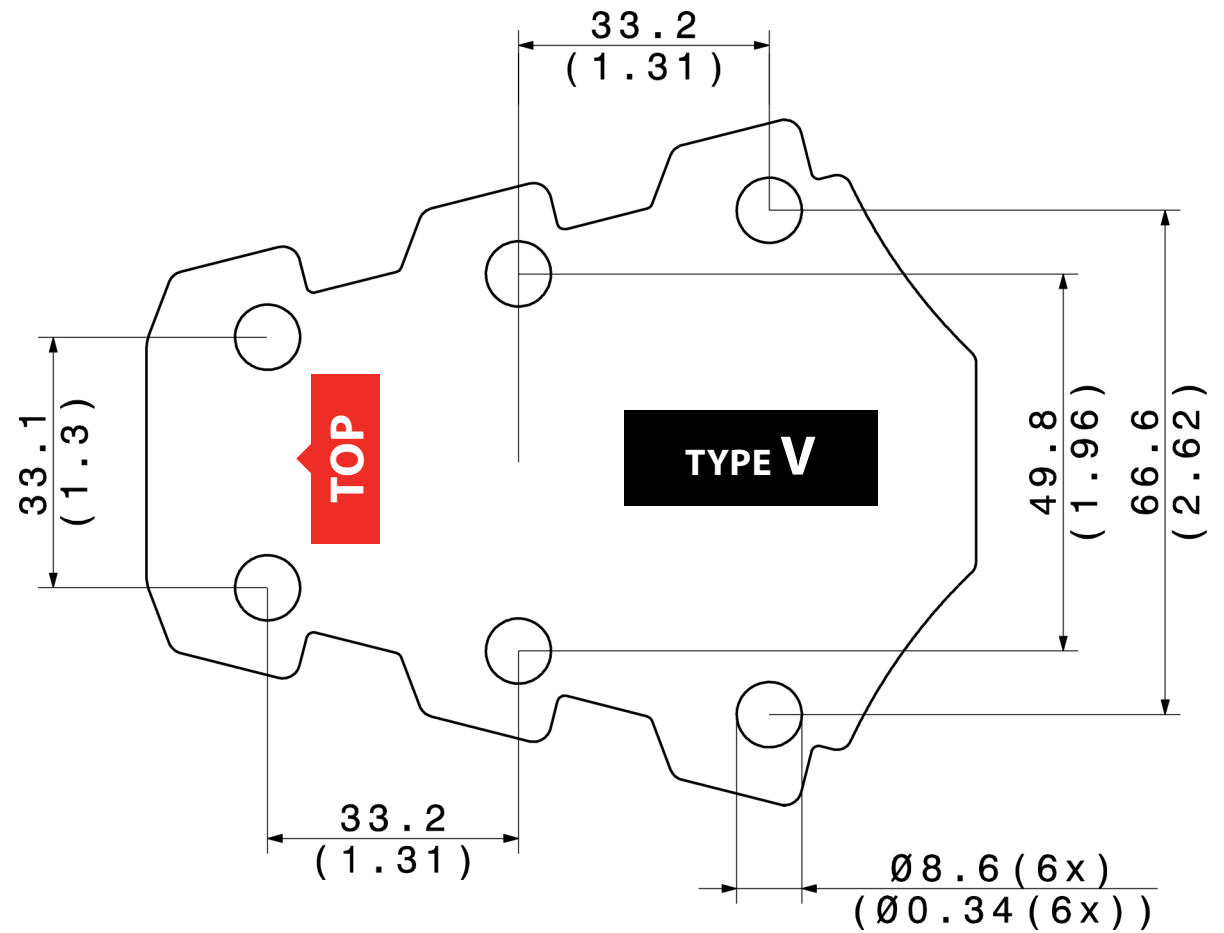 33.2
(1.31)
33.1
(1.3)
TOP
TYPE V
49.8
(1.96)
66.6
(2.62)
33.2
(1.31)
Ø8.6(6x)
(Ø0.34(6x))